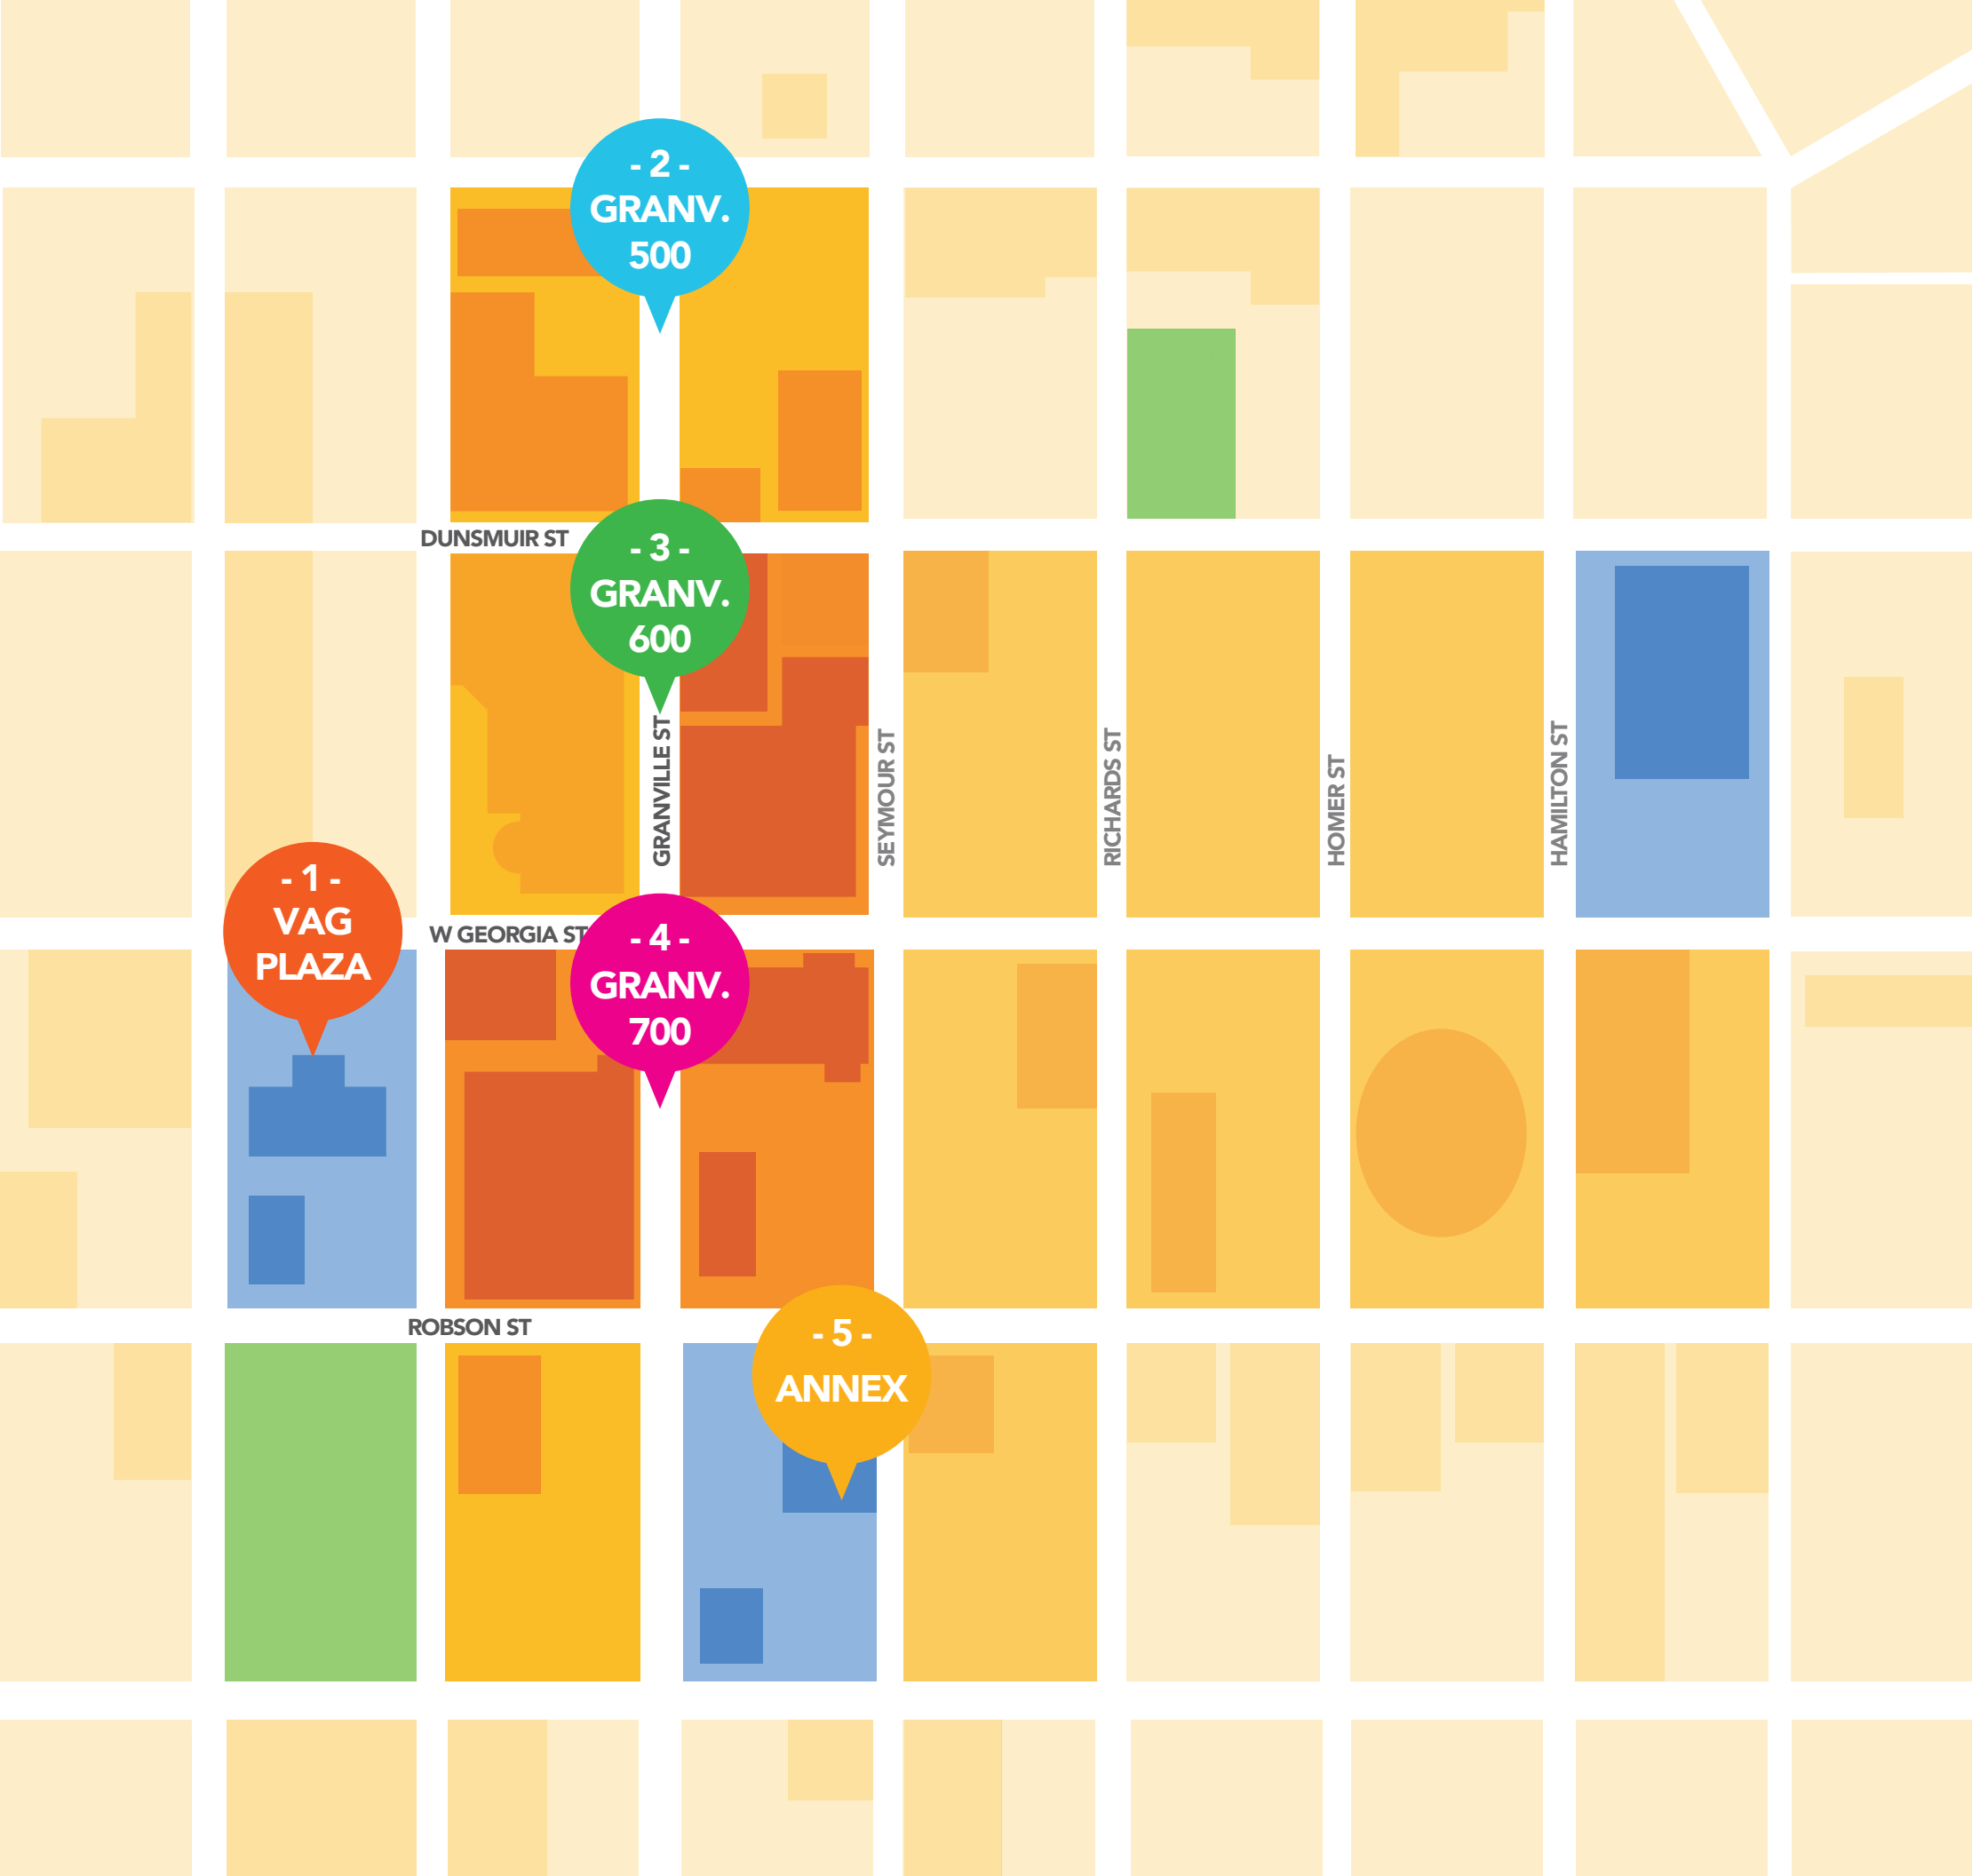 - 2 -
GRANV.
500
DUNSMUIR ST
- 3 -
GRANV.
600
GRANVILLE ST
SEYMOUR ST
RICHARDS ST
HOMER ST
HAMILTON ST
- 1 -
VAG
PLAZA
W GEORGIA ST
- 4 -
GRANV.
700
ROBSON ST
- 5 -
ANNEX